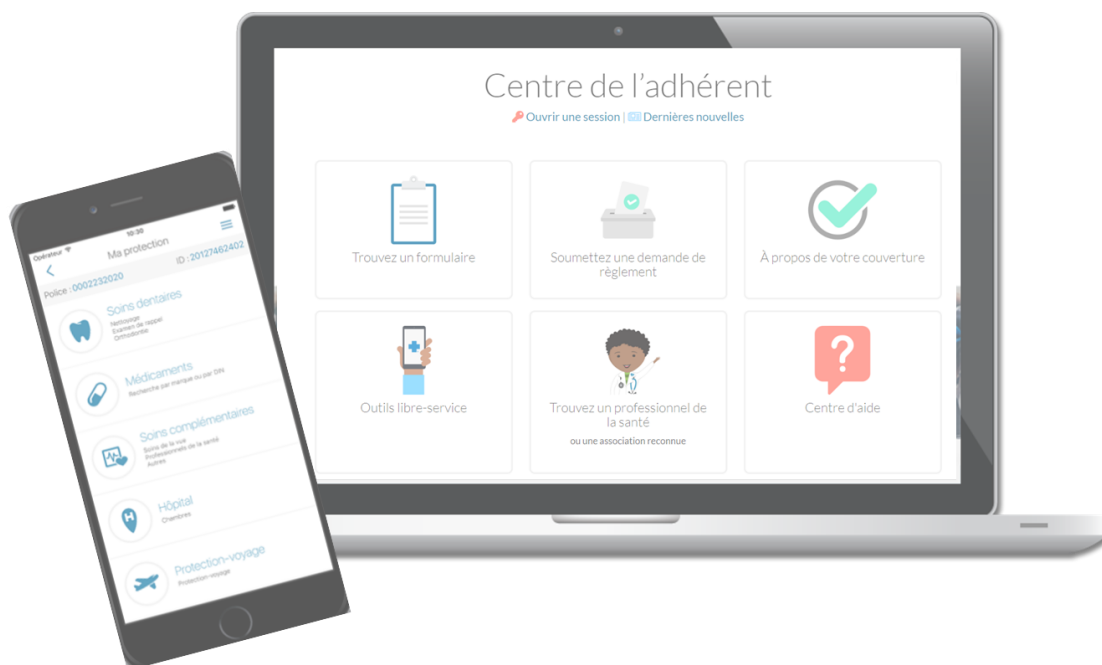 Centre de l'adhérent
Ouvrir une session | Dernières nouvelles
Trouvez un formulaire
Soumettez une demande de
règlement
À propos de votre couverture
Outils libre-service
Trouvez un professionnel de
la santé
ou une association reconnue
Centre d'aide
Opérateur 10:30
Ma protection
Police : 0002232020 ID : 20127462402
Soins dentaires
Nettoyage
Examen de rappel
Orthodontie
Médicaments
Recherche par marque ou par DIN
Soins complémentaires
Soins de la vue
Professionnels de la santé
Autres
Hôpital
Chambres
Protection-voyage
Protection-voyage